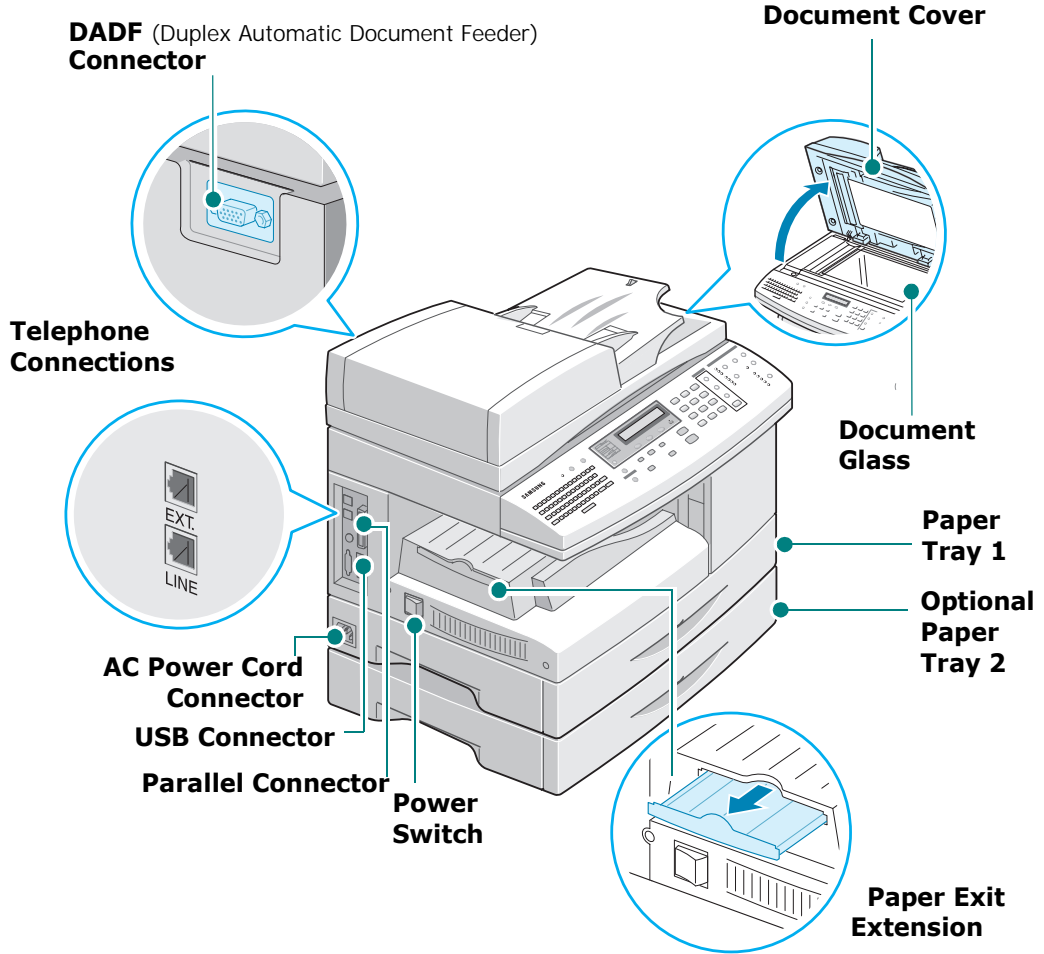 DADF (Duplex Automatic Document Feeder)
Connector
Document Cover
Telephone
Connections
EXT.
LINE
SAMSUNG
Document
Glass
Paper
Tray 1
Optional
Paper
Tray 2
AC Power Cord
Connector
USB Connector
Parallel Connector
Power
Switch
Paper Exit
Extension